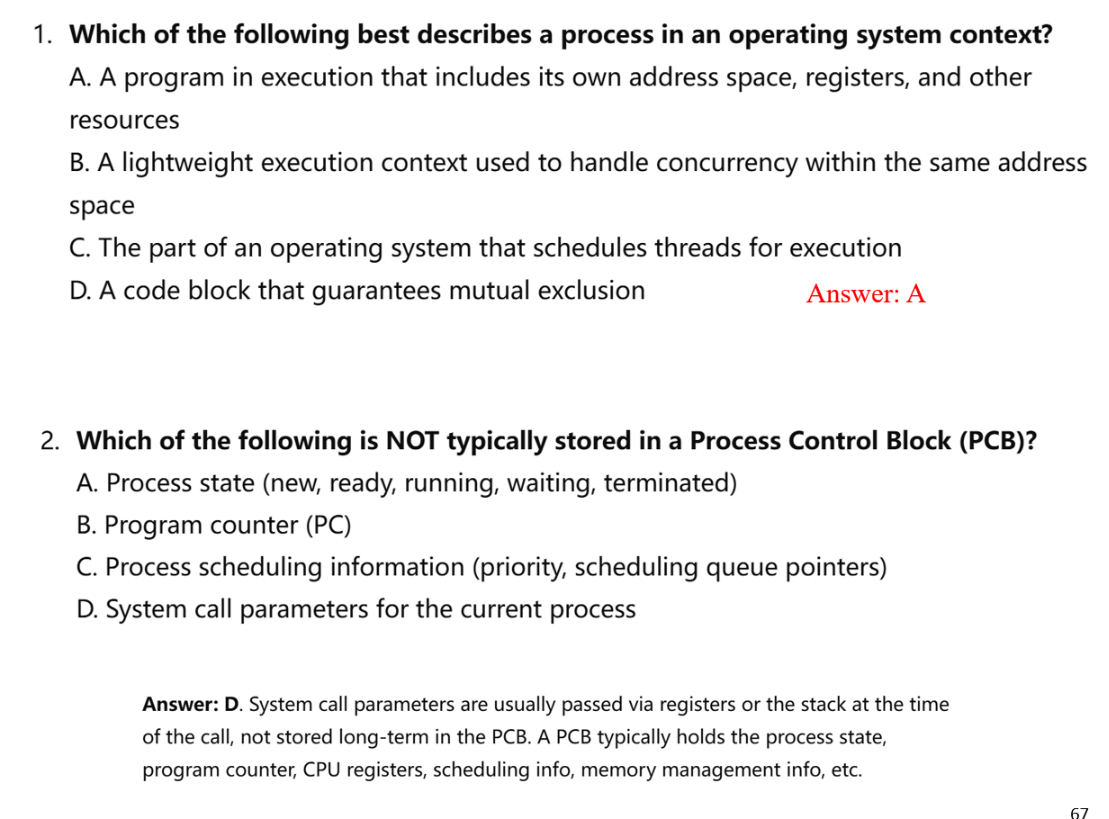 1. Which of the following best describes a process in an operating system context?
A. A program in execution that includes its own address space, registers, and other
resources
B. A lightweight execution context used to handle concurrency within the same address
space
C. The part of an operating system that schedules threads for execution
D. A code block that guarantees mutual exclusion
Answer: A
2. Which of the following is NOT typically stored in a Process Control Block (PCB)?
A. Process state (new, ready, running, waiting, terminated)
B. Program counter (PC)
C. Process scheduling information (priority, scheduling queue pointers)
D. System call parameters for the current process
Answer: D. System call parameters are usually passed via registers or the stack at the time
of the call, not stored long-term in the PCB. A PCB typically holds the process state,
program counter, CPU registers, scheduling info, memory management info, etc.
67